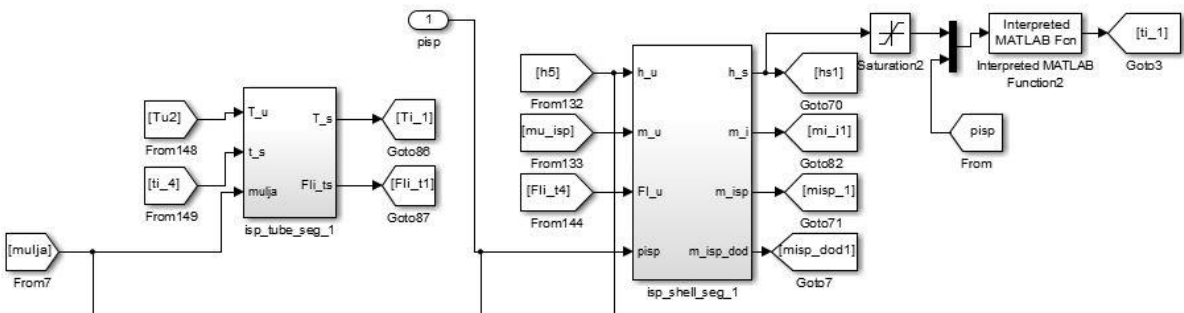 1
pisp
[Tu2]
From148
[ti_4]
From149
[mulja]
From7
T_u
t_s
mulja
T_s
Fli_ts
isp_tube_seg_1
[Ti_1]
Goto86
[Fli_t1]
Goto87
[h5]
From132
[mu_isp]
From133
[Fli_t4]
From144
h_u
m_u
Fl_u
pisp
h_s
m_i
m_isp
m_isp_dod
isp_shell_seg_1
[hs1]
Goto70
[mi_i1]
Goto82
[misp_1]
Goto71
[misp_dod1]
Goto7
Saturation2
Interpreted
MATLAB Fcn
Interpreted MATLAB
Function2
[ti_1]
Goto3
pisp
From